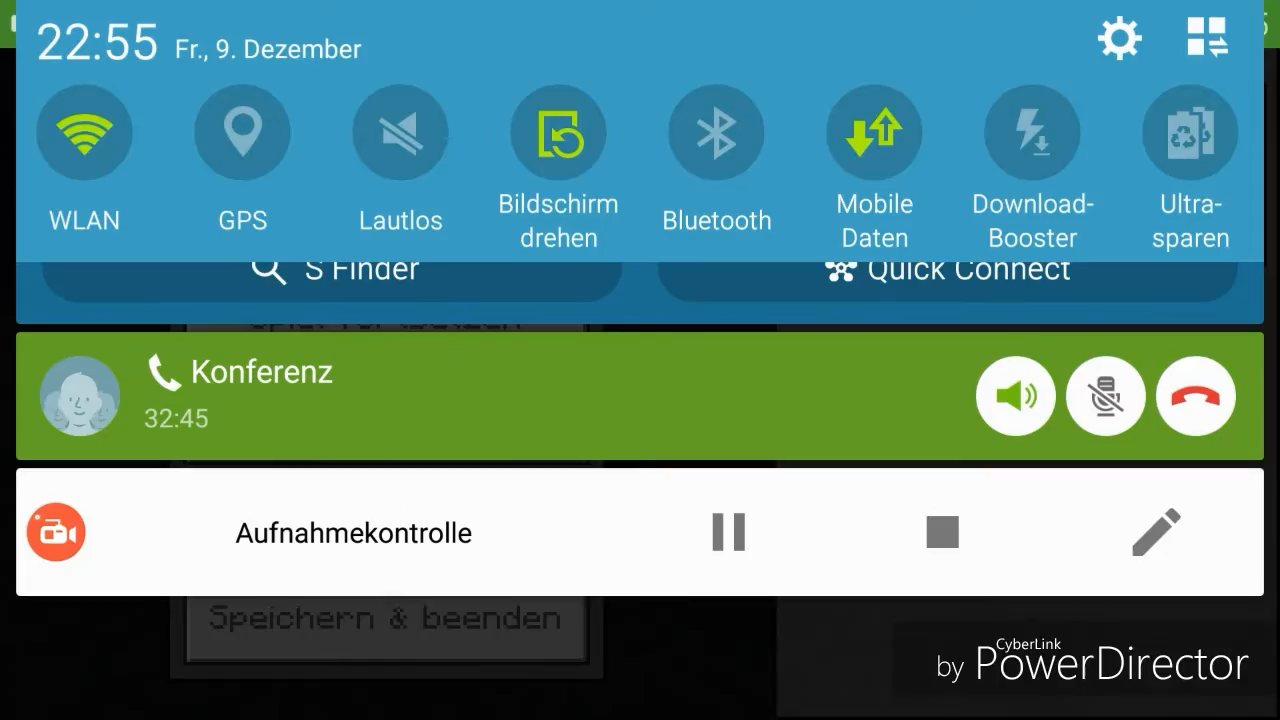 22:55 Fr., 9. Dezember
WLAN
GPS
Lautlos
Bildschirm
drehen
Bluetooth
Mobile
Daten
Download-
Booster
Ultra-
sparen
S Finder
Quick Connect
Konferenz
32:45
Aufnahmekontrolle
Speichern & beenden
CyberLink
by PowerDirector